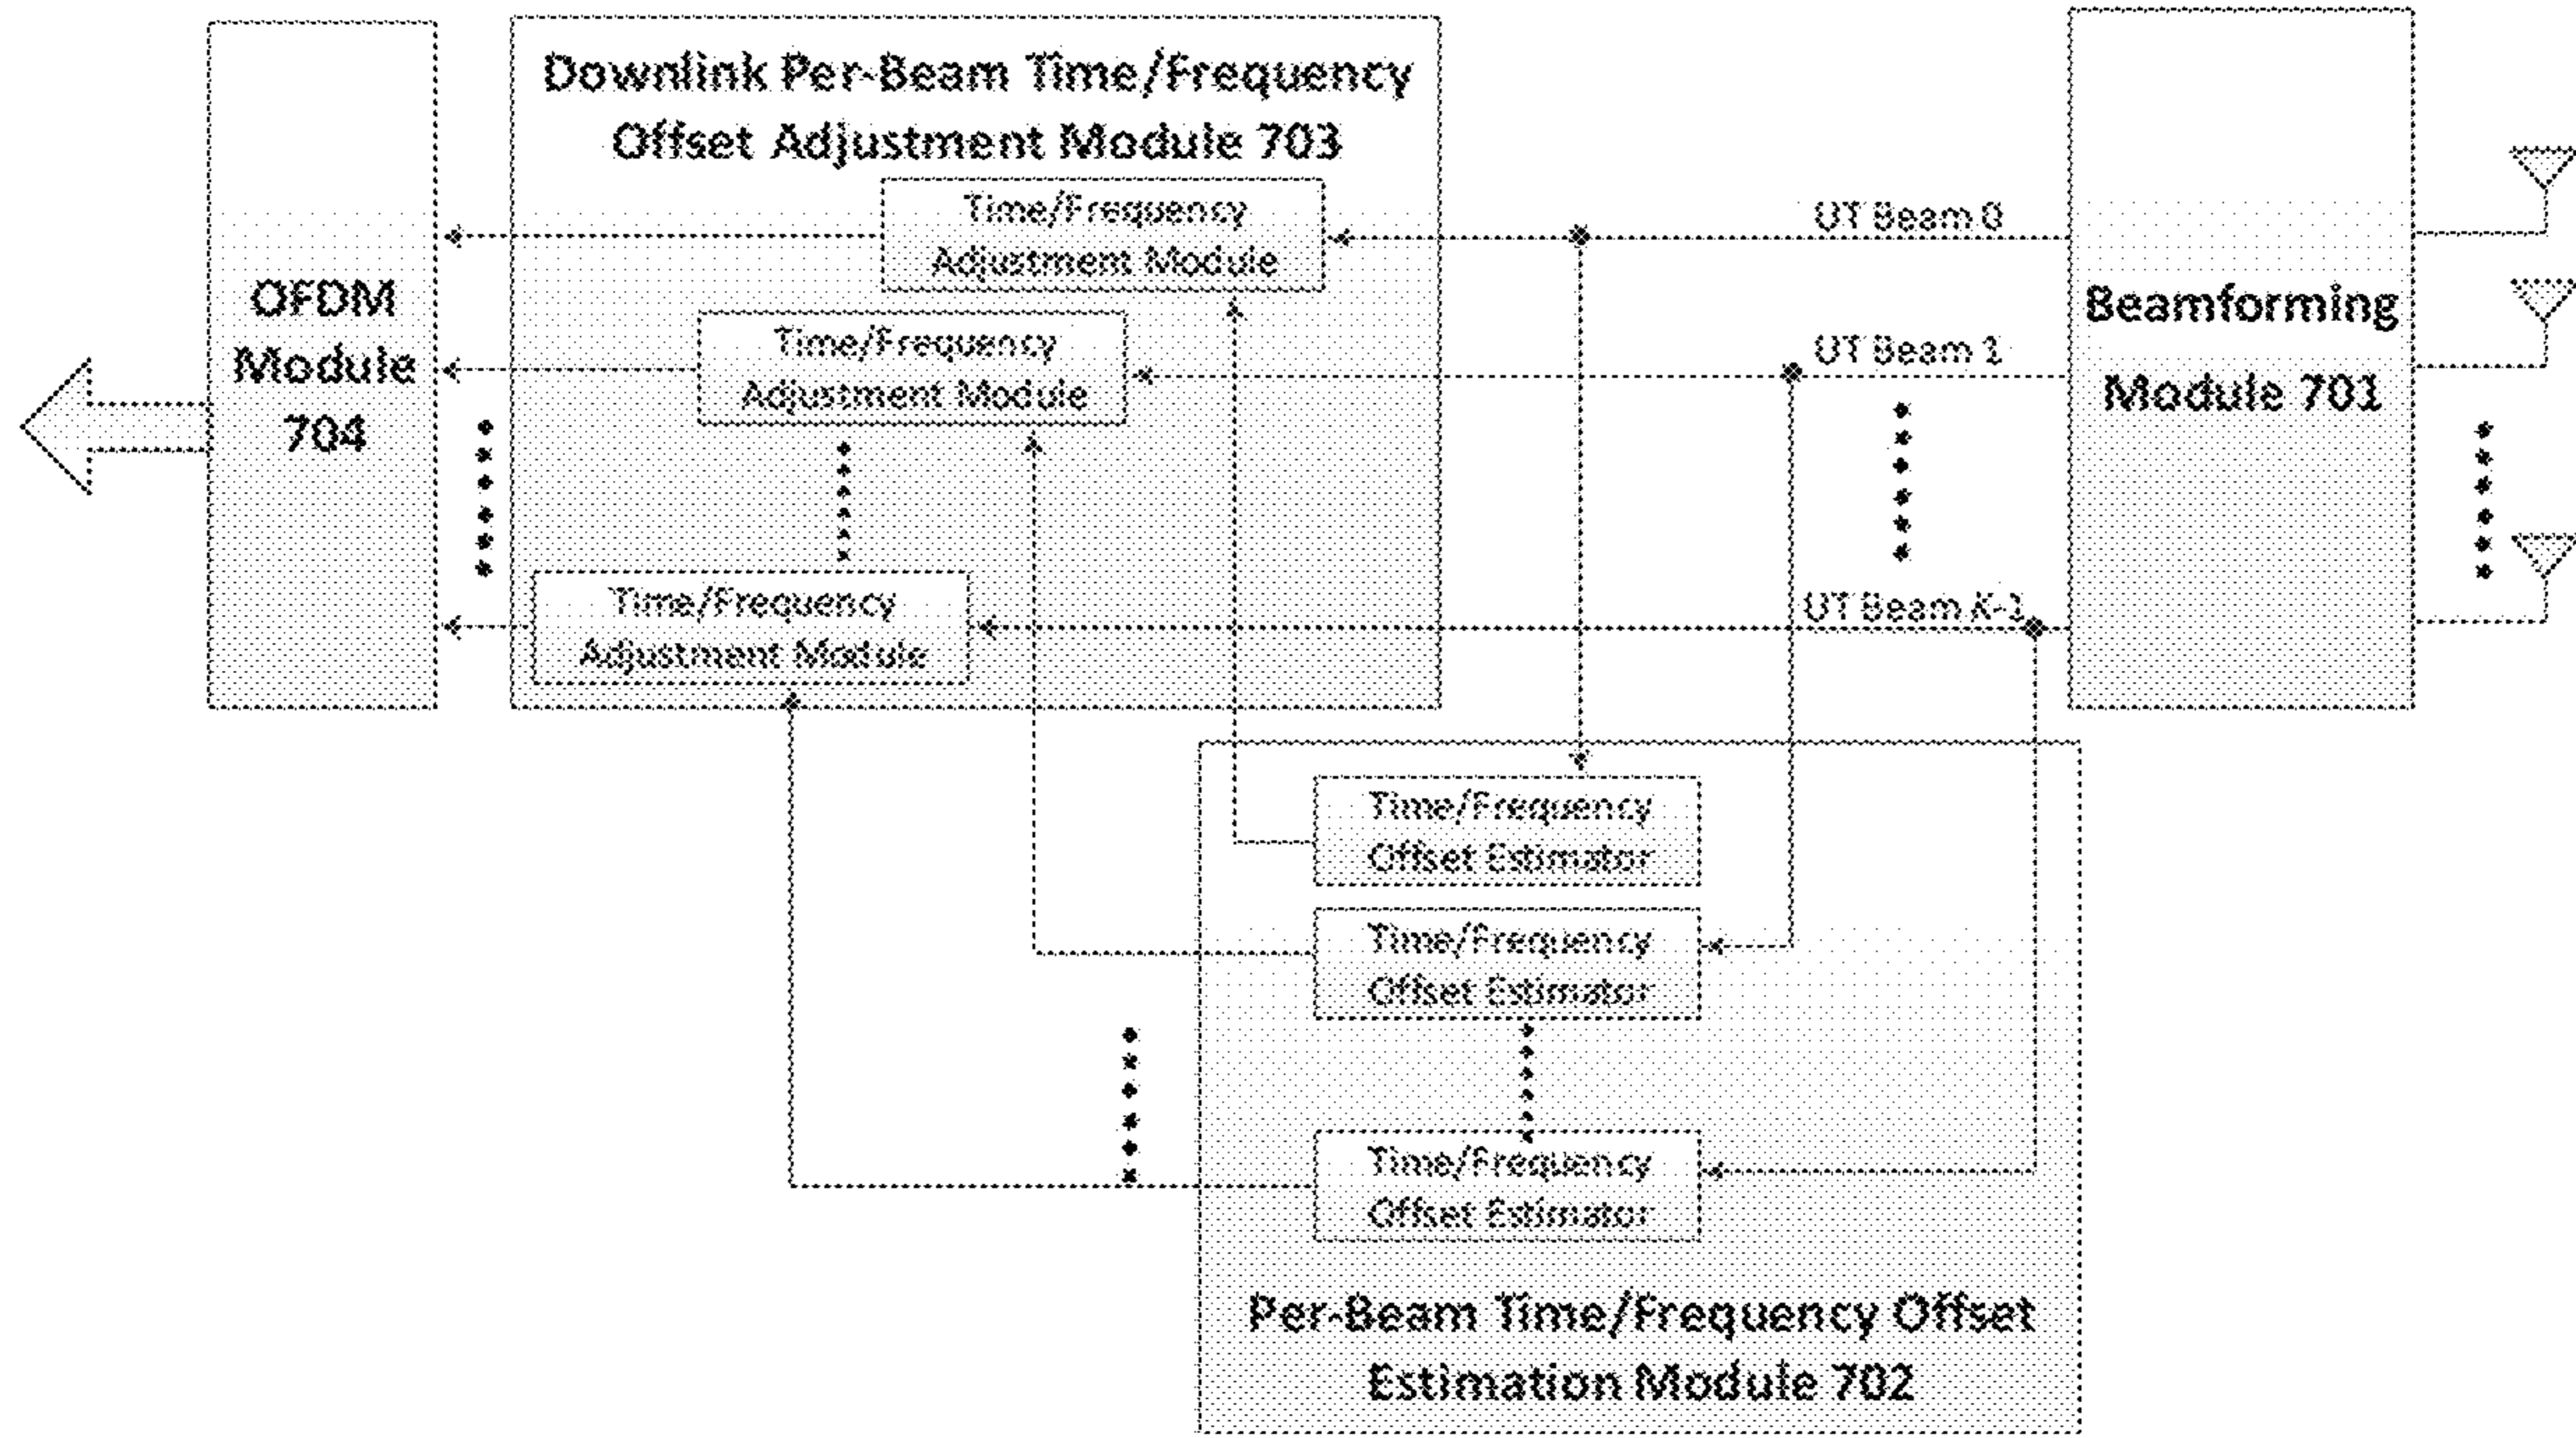 Downlink Per-Beam Time/Frequency
Offset Adjustment Module 703
Time/Frequency
Adjustment Module
Time/Frequency
Adjustment Module
Time/Frequency
Adjustment Module
OFDM
Module
704
UT Beam 0
UT Beam 1
UT Beam K-1
Beamforming
Module 701
Time/Frequency
Offset Estimator
Time/Frequency
Offset Estimator
Time/Frequency
Offset Estimator
Per-Beam Time/Frequency Offset
Estimation Module 702